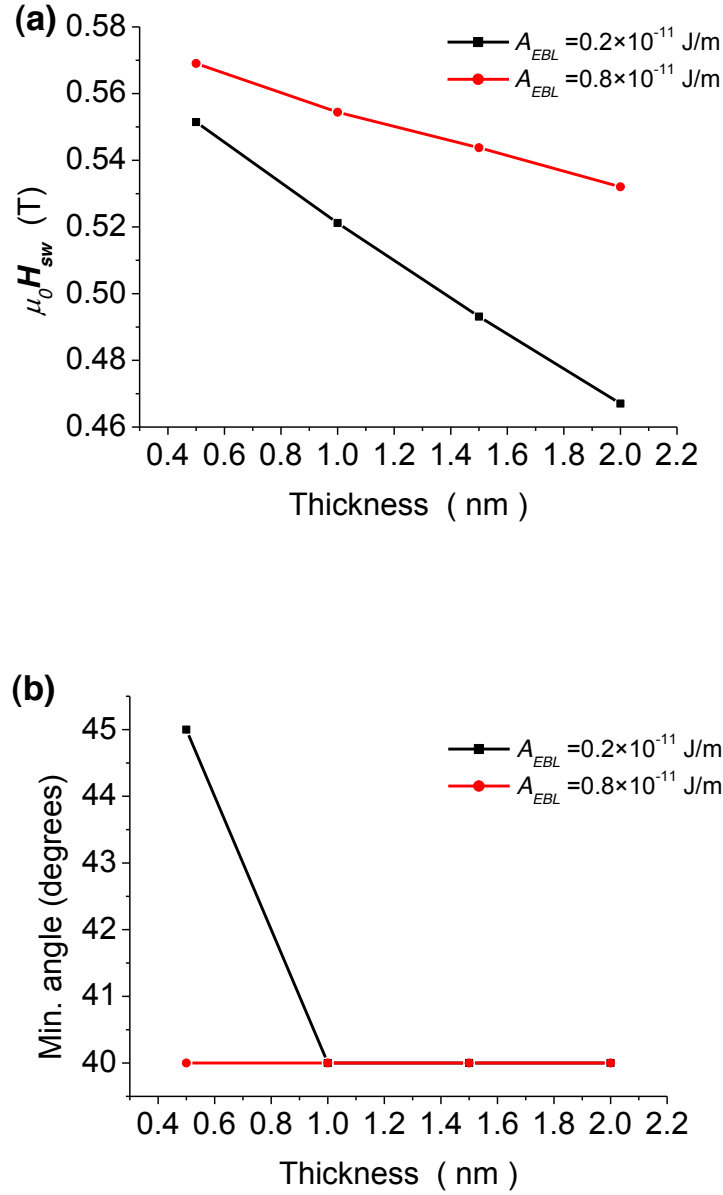 (a)
A_EBL =0.2×10^-11 J/m
A_EBL =0.8×10^-11 J/m
0.58
0.56
0.54
0.52
0.50
0.48
0.46
μ_0 H_sw (T)
0.4 0.6 0.8 1.0 1.2 1.4 1.6 1.8 2.0 2.2
Thickness ( nm )
(b)
A_EBL =0.2×10^-11 J/m
A_EBL =0.8×10^-11 J/m
45
44
43
42
41
40
Min. angle (degrees)
0.4 0.6 0.8 1.0 1.2 1.4 1.6 1.8 2.0 2.2
Thickness ( nm )